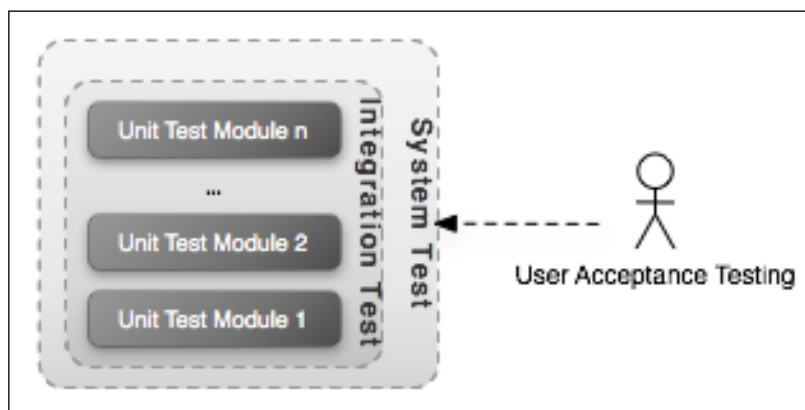 Unit Test Module n
...
Unit Test Module 2
Unit Test Module 1
Integration Test
System Test
User Acceptance Testing